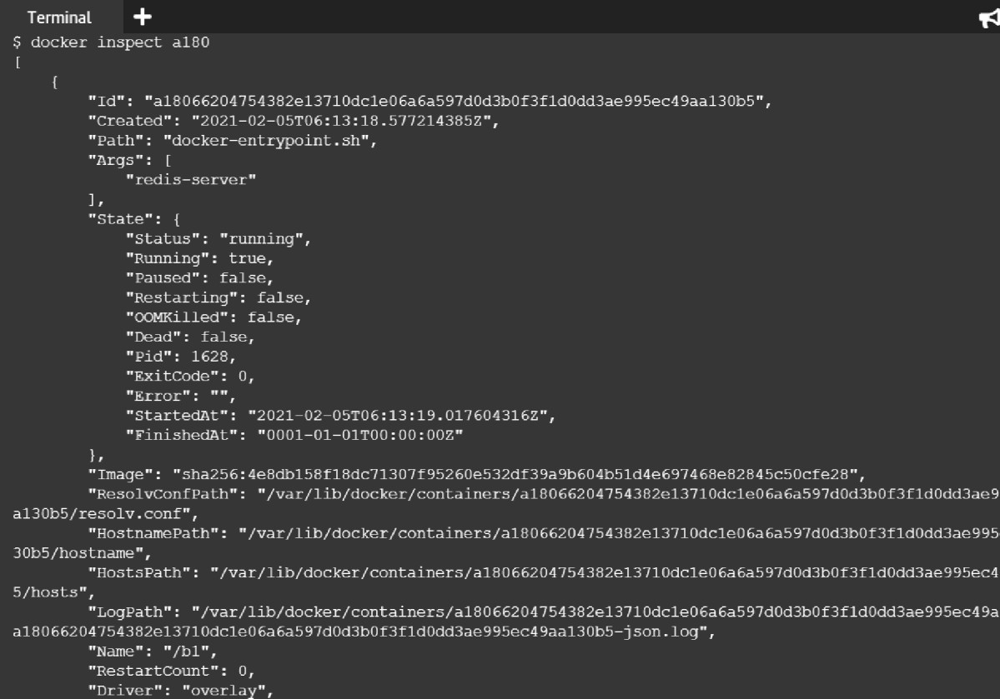 Terminal
$ docker inspect a180
[
    {
        "Id": "a18066204754382e13710dc1e06a6a597d0d3b0f3f1d0dd3ae995ec49aa130b5",
        "Created": "2021-02-05T06:13:18.577214385Z",
        "Path": "docker-entrypoint.sh",
        "Args": [
            "redis-server"
        ],
        "State": {
            "Status": "running",
            "Running": true,
            "Paused": false,
            "Restarting": false,
            "OOMKilled": false,
            "Dead": false,
            "Pid": 1628,
            "ExitCode": 0,
            "Error": "",
            "StartedAt": "2021-02-05T06:13:19.017604316Z",
            "FinishedAt": "0001-01-01T00:00:00Z"
        },
        "Image": "sha256:4e8db158f18dc71307f95260e532df39a9b604b51d4e697468e82845c50cfe28",
        "ResolvConfPath": "/var/lib/docker/containers/a18066204754382e13710dc1e06a6a597d0d3b0f3f1d0dd3ae9
a130b5/resolv.conf",
        "HostnamePath": "/var/lib/docker/containers/a18066204754382e13710dc1e06a6a597d0d3b0f3f1d0dd3ae995
30b5/hostname",
        "HostsPath": "/var/lib/docker/containers/a18066204754382e13710dc1e06a6a597d0d3b0f3f1d0dd3ae995ec4
5/hosts",
        "LogPath": "/var/lib/docker/containers/a18066204754382e13710dc1e06a6a597d0d3b0f3f1d0dd3ae995ec49a
a18066204754382e13710dc1e06a6a597d0d3b0f3f1d0dd3ae995ec49aa130b5-json.log",
        "Name": "/b1",
        "RestartCount": 0,
        "Driver": "overlay",